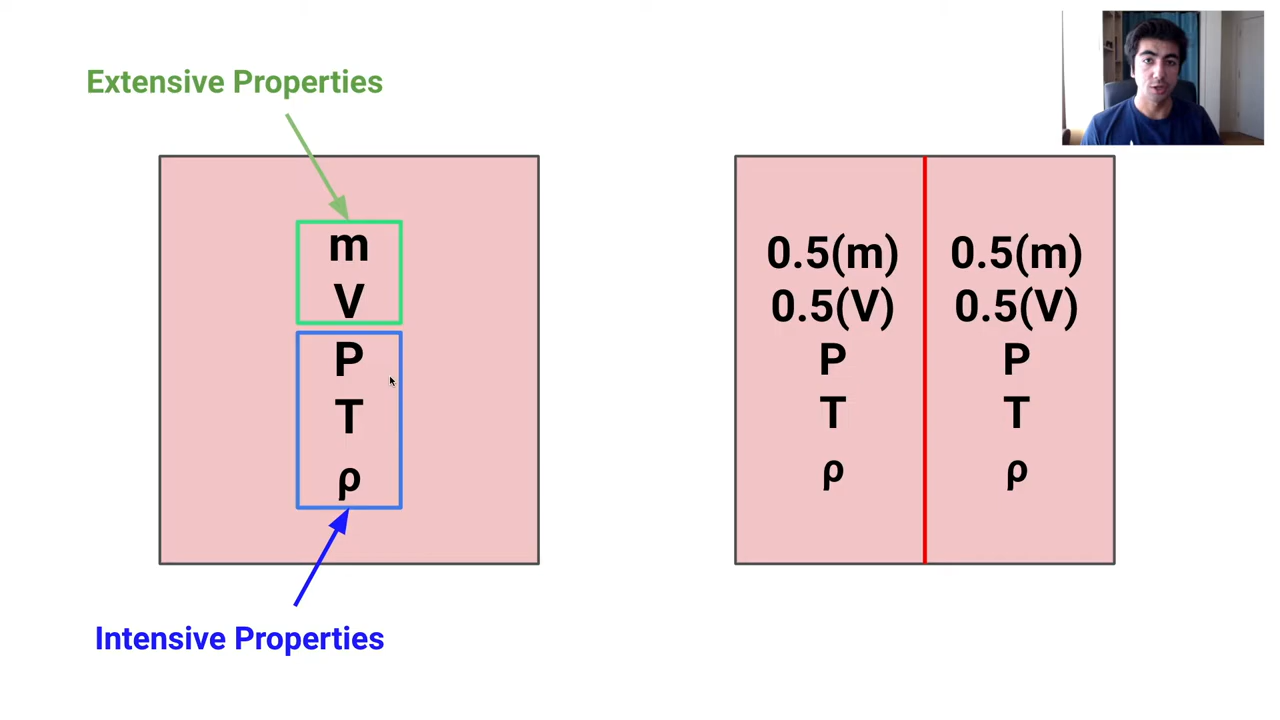 Extensive Properties
m
V
P
T
ρ
Intensive Properties
0.5(m)
0.5(V)
P
T
ρ
0.5(m)
0.5(V)
P
T
ρ